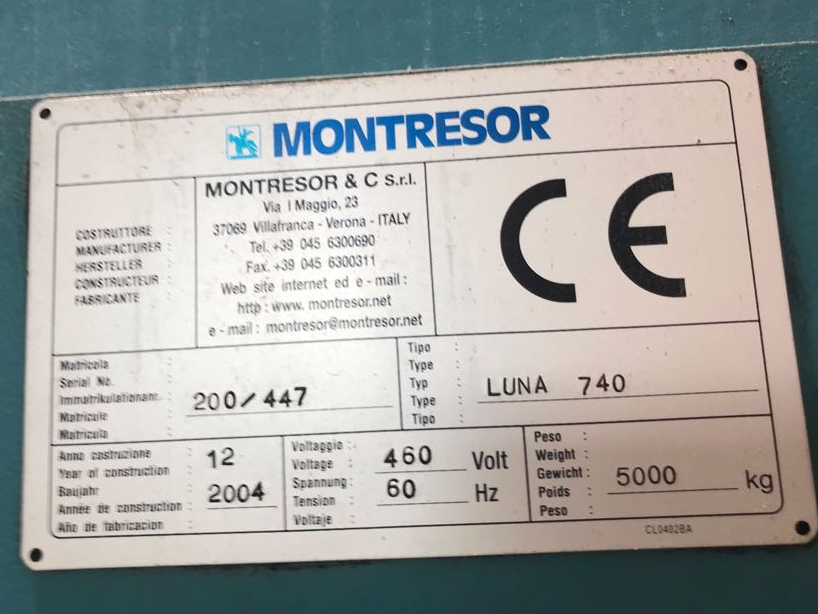 MONTRESOR
COSTRUTTORE :
MANUFACTURER :
HERSTELLER :
CONSTRUCTEUR :
FABRICANTE :
MONTRESOR & C S.r.l.
Via I Maggio, 23
37069 Villafranca - Verona - ITALY
Tel. +39 045 6300690
Fax. +39 045 6300311
Web site internet ed e - mail :
http : www. montresor.net
e - mail : montresor@montresor.net
CE
Matricola :
Serial No. :
Immatrikulationanr. :
Matricule :
Matricula :
200/447
Tipo :
Type :
Typ :
Type :
Tipo :
LUNA 740
Anno costruzione :
Year of construction :
Baujahr :
Année de construction :
Año de fabricacion :
12
2004
Voltaggio :
Voltage :
Spannung :
Tension :
Voltaje :
460 Volt
60 Hz
Peso :
Weight :
Gewicht :
Poids :
Peso :
5000 kg
CL0402BA